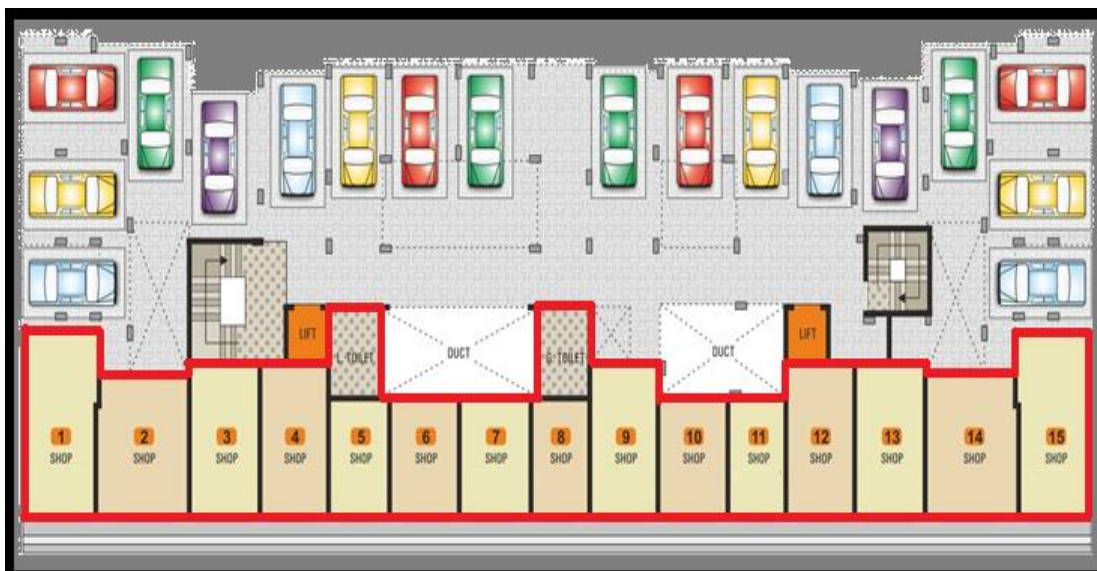 LIFT
L. TOILET
DUCT
G. TOILET
DUCT
LIFT
1
SHOP
2
SHOP
3
SHOP
4
SHOP
5
SHOP
6
SHOP
7
SHOP
8
SHOP
9
SHOP
10
SHOP
11
SHOP
12
SHOP
13
SHOP
14
SHOP
15
SHOP